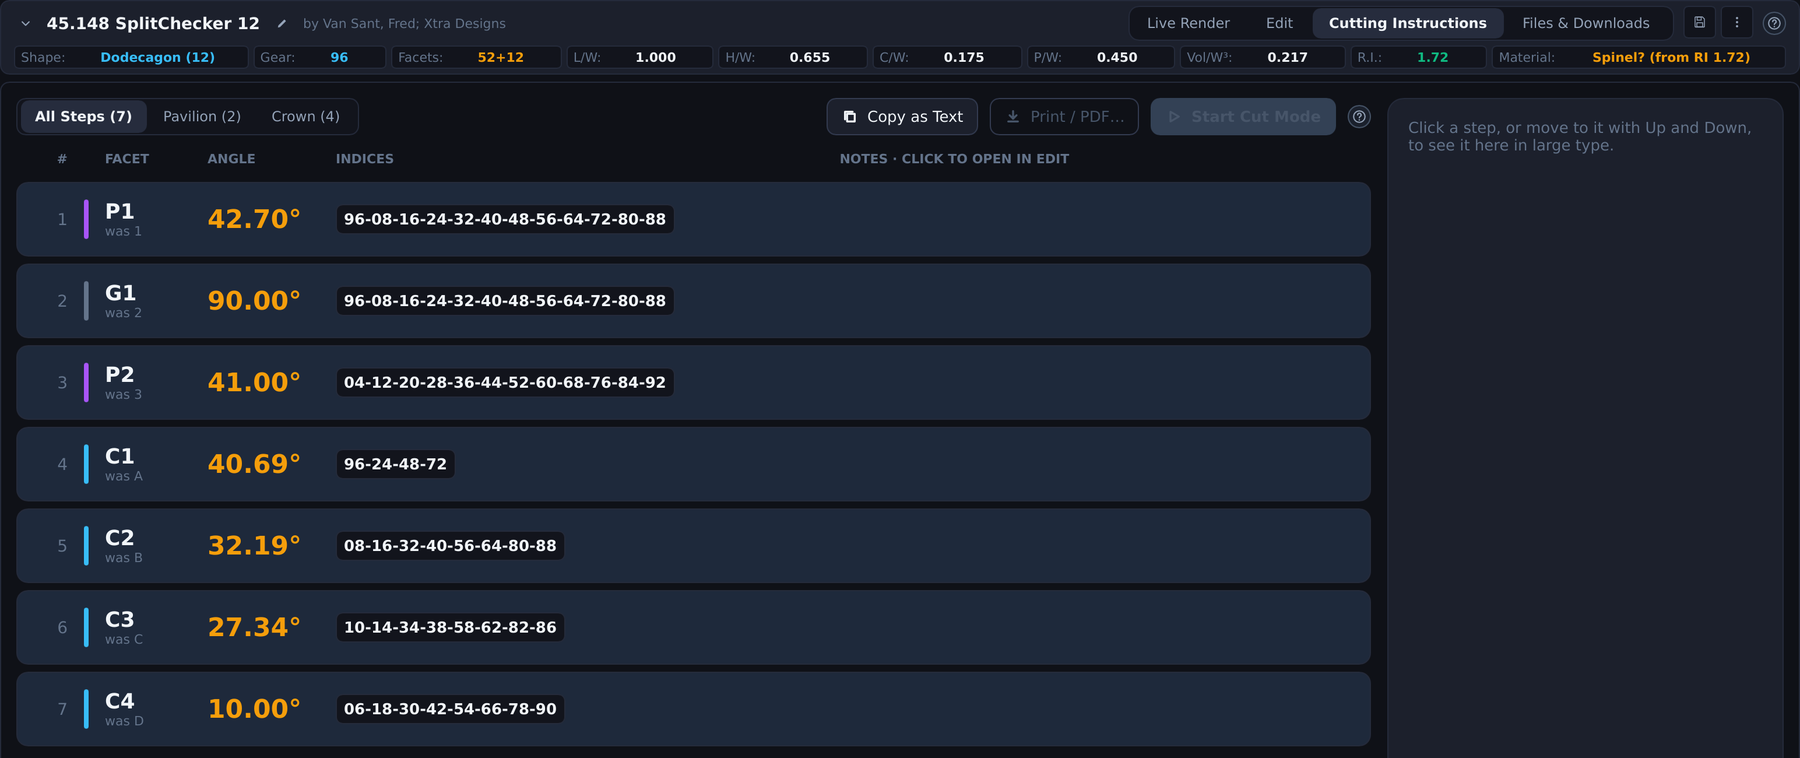 45.148 SplitChecker 12 by Van Sant, Fred; Xtra Designs Live Render Edit Cutting Instructions Files & Downloads
Shape: Dodecagon (12) Gear: 96 Facets: 52+12 L/W: 1.000 H/W: 0.655 C/W: 0.175 P/W: 0.450 Vol/W³: 0.217 R.I.: 1.72 Material: Spinel? (from RI 1.72)
All Steps (7) Pavilion (2) Crown (4) Copy as Text Print / PDF... Start Cut Mode
Click a step, or move to it with Up and Down,
to see it here in large type.
# FACET ANGLE INDICES NOTES · CLICK TO OPEN IN EDIT
1 P1 42.70° 96-08-16-24-32-40-48-56-64-72-80-88
was 1
2 G1 90.00° 96-08-16-24-32-40-48-56-64-72-80-88
was 2
3 P2 41.00° 04-12-20-28-36-44-52-60-68-76-84-92
was 3
4 C1 40.69° 96-24-48-72
was A
5 C2 32.19° 08-16-32-40-56-64-80-88
was B
6 C3 27.34° 10-14-34-38-58-62-82-86
was C
7 C4 10.00° 06-18-30-42-54-66-78-90
was D